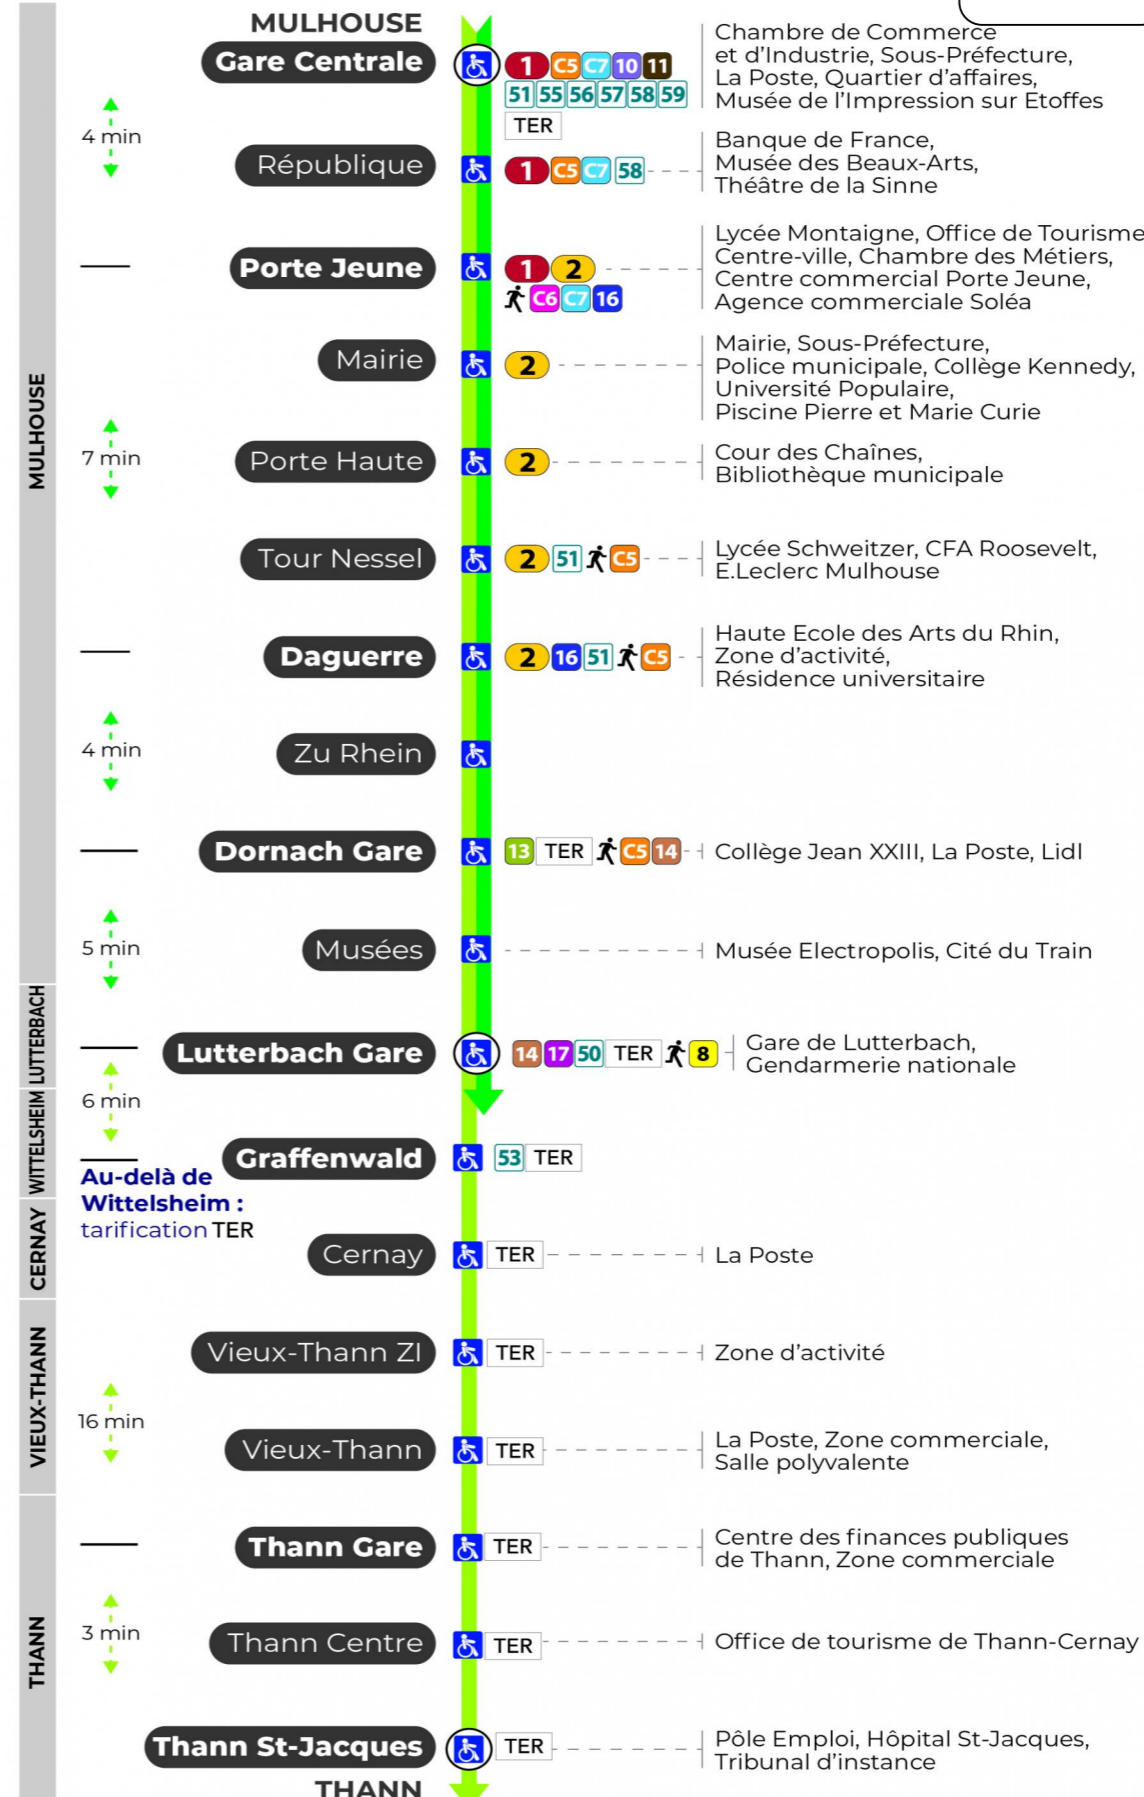 MULHOUSE
Gare Centrale
1 C5 C7 10 11
51 55 56 57 58 59
TER
Chambre de Commerce
et d'Industrie, Sous-Préfecture,
La Poste, Quartier d'affaires,
Musée de l'Impression sur Etoffes
4 min
République
1 C5 C7 58
Banque de France,
Musée des Beaux-Arts,
Théâtre de la Sinne
Porte Jeune
1 2
C6 C7 16
Lycée Montaigne, Office de Tourisme
Centre-ville, Chambre des Métiers,
Centre commercial Porte Jeune,
Agence commerciale Soléa
MULHOUSE
Mairie
2
Mairie, Sous-Préfecture,
Police municipale, Collège Kennedy,
Université Populaire,
Piscine Pierre et Marie Curie
7 min
Porte Haute
2
Cour des Chaînes,
Bibliothèque municipale
Tour Nessel
2 51 C5
Lycée Schweitzer, CFA Roosevelt,
E.Leclerc Mulhouse
Daguerre
2 16 51 C5
Haute Ecole des Arts du Rhin,
Zone d'activité,
Résidence universitaire
4 min
Zu Rhein
Dornach Gare
13 TER C5 14
Collège Jean XXIII, La Poste, Lidl
5 min
Musées
Musée Electropolis, Cité du Train
LUTTERBACH
Lutterbach Gare
14 17 50 TER 8
Gare de Lutterbach,
Gendarmerie nationale
6 min
WITTELSHEIM
Graffenwald
53 TER
Au-delà de
Wittelsheim :
tarification TER
CERNAY
Cernay
TER
La Poste
VIEUX-THANN
Vieux-Thann ZI
TER
Zone d'activité
16 min
Vieux-Thann
TER
La Poste, Zone commerciale,
Salle polyvalente
THANN
Thann Gare
TER
Centre des finances publiques
de Thann, Zone commerciale
3 min
Thann Centre
TER
Office de tourisme de Thann-Cernay
Thann St-Jacques
TER
Pôle Emploi, Hôpital St-Jacques,
Tribunal d'instance
THANN